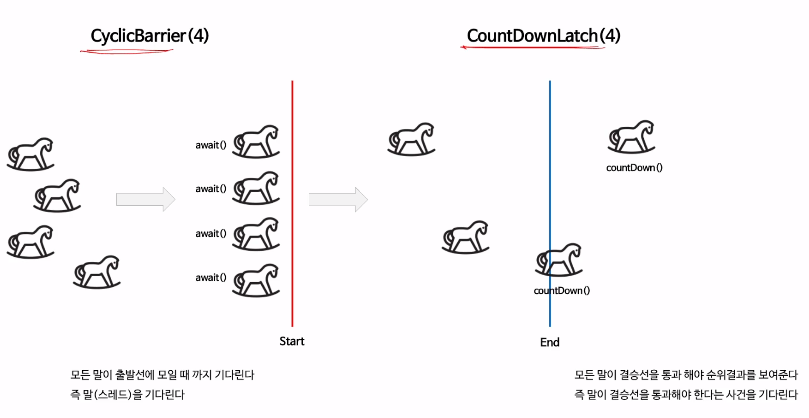 CyclicBarrier(4)
CountDownLatch(4)
await()
await()
await()
await()
countDown()
countDown()
Start
End
모든 말이 출발선에 모일 때 까지 기다린다
즉 말(스레드)을 기다린다
모든 말이 결승선을 통과 해야 순위결과를 보여준다
즉 말이 결승선을 통과해야 한다는 사건을 기다린다